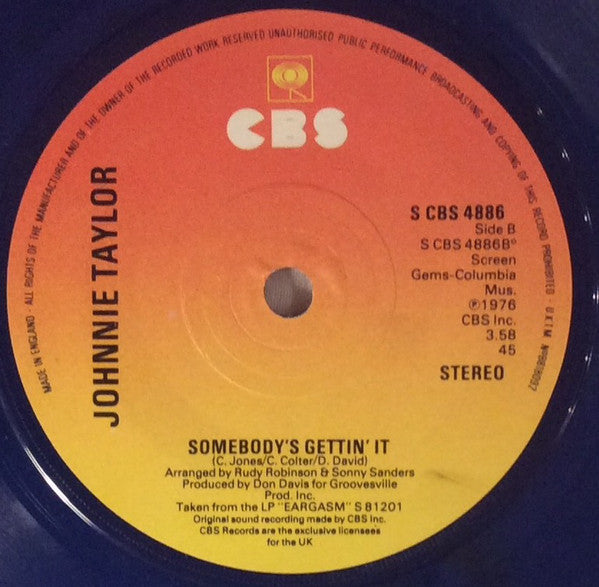 MADE IN ENGLAND · ALL RIGHTS OF THE MANUFACTURER AND OF THE OWNER OF THE RECORDED WORK RESERVED UNAUTHORISED PUBLIC PERFORMANCE BROADCASTING AND COPYING OF THIS RECORD PROHIBITED ·
CBS
JOHNNIE TAYLOR
S CBS 4886
Side B
S CBS 4886B°
Screen
Gems-Columbia
Mus.
℗1976
CBS Inc.
3.58
45
STEREO
SOMEBODY'S GETTIN' IT
(C. Jones/C. Colter/D. David)
Arranged by Rudy Robinson & Sonny Sanders
Produced by Don Davis for Groovesville
Prod. Inc.
Taken from the LP "EARGASM" S 81201
Original sound recording made by CBS Inc.
CBS Records are the exclusive licensees
for the UK